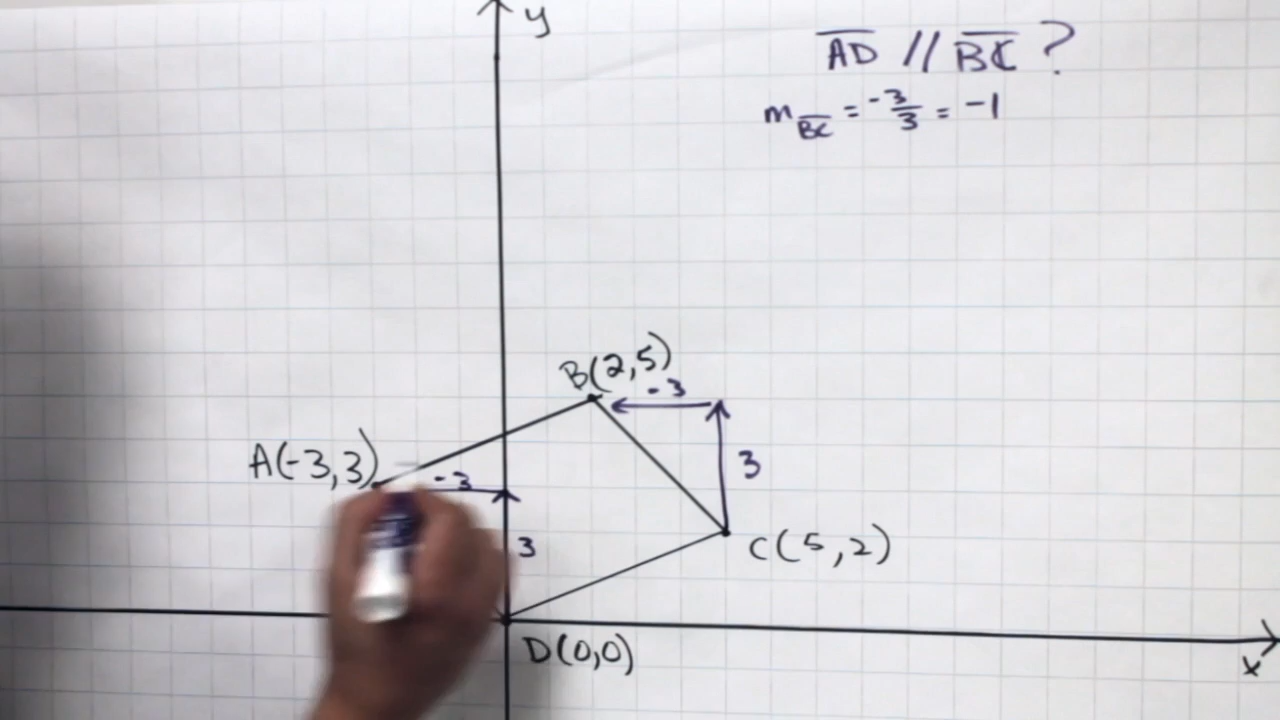 y
AD // BC ?
m BC = -3/3 = -1
B(2,5)
-3
A(-3,3)
-3
3
3
C(5,2)
D(0,0)
x